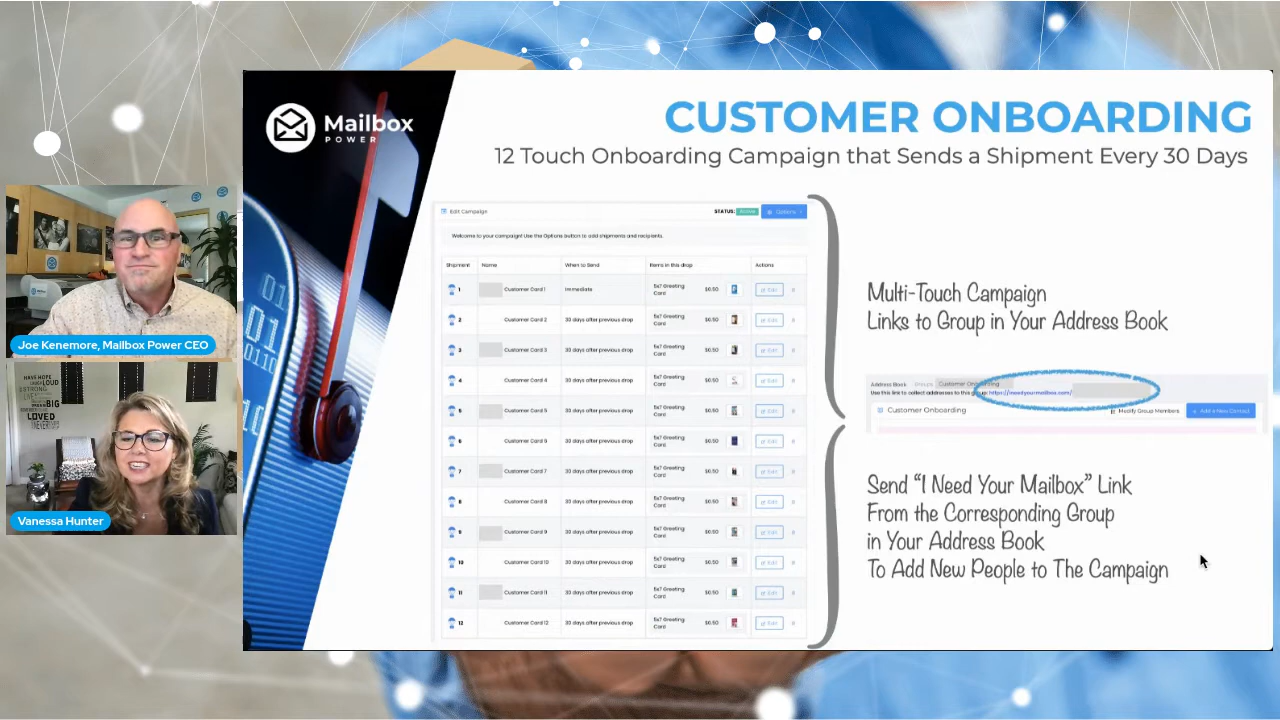 Mailbox
POWER
CUSTOMER ONBOARDING
12 Touch Onboarding Campaign that Sends a Shipment Every 30 Days
Joe Kenemore, Mailbox Power CEO
Vanessa Hunter
Edit Campaign
STATUS:
Options
Welcome to your campaign! Use the Options button to add shipments and recipients.
Shipment Name When to Send Items in this drop Actions
1 Customer Card 1 Immediate 5x7 Greeting Card $0.50 Edit
2 Customer Card 2 30 days after previous drop 5x7 Greeting Card $0.50 Edit
3 Customer Card 3 30 days after previous drop 5x7 Greeting Card $0.50 Edit
4 Customer Card 4 30 days after previous drop 5x7 Greeting Card $0.50 Edit
5 Customer Card 5 30 days after previous drop 5x7 Greeting Card $0.50 Edit
6 Customer Card 6 30 days after previous drop 5x7 Greeting Card $0.50 Edit
7 Customer Card 7 30 days after previous drop 5x7 Greeting Card $0.50 Edit
8 Customer Card 8 30 days after previous drop 5x7 Greeting Card $0.50 Edit
9 Customer Card 9 30 days after previous drop 5x7 Greeting Card $0.50 Edit
10 Customer Card 10 30 days after previous drop 5x7 Greeting Card $0.50 Edit
11 Customer Card 11 30 days after previous drop 5x7 Greeting Card $0.50 Edit
12 Customer Card 12 30 days after previous drop 5x7 Greeting Card $0.50 Edit
Multi-Touch Campaign
Links to Group in Your Address Book
Address Book Groups Customer Onboarding
Use this link to collect addresses to this group: https://ineedyourmailbox.com/
Customer Onboarding Modify Group Members + Add a New Contact
Send “I Need Your Mailbox” Link
From the Corresponding Group
in Your Address Book
To Add New People to The Campaign